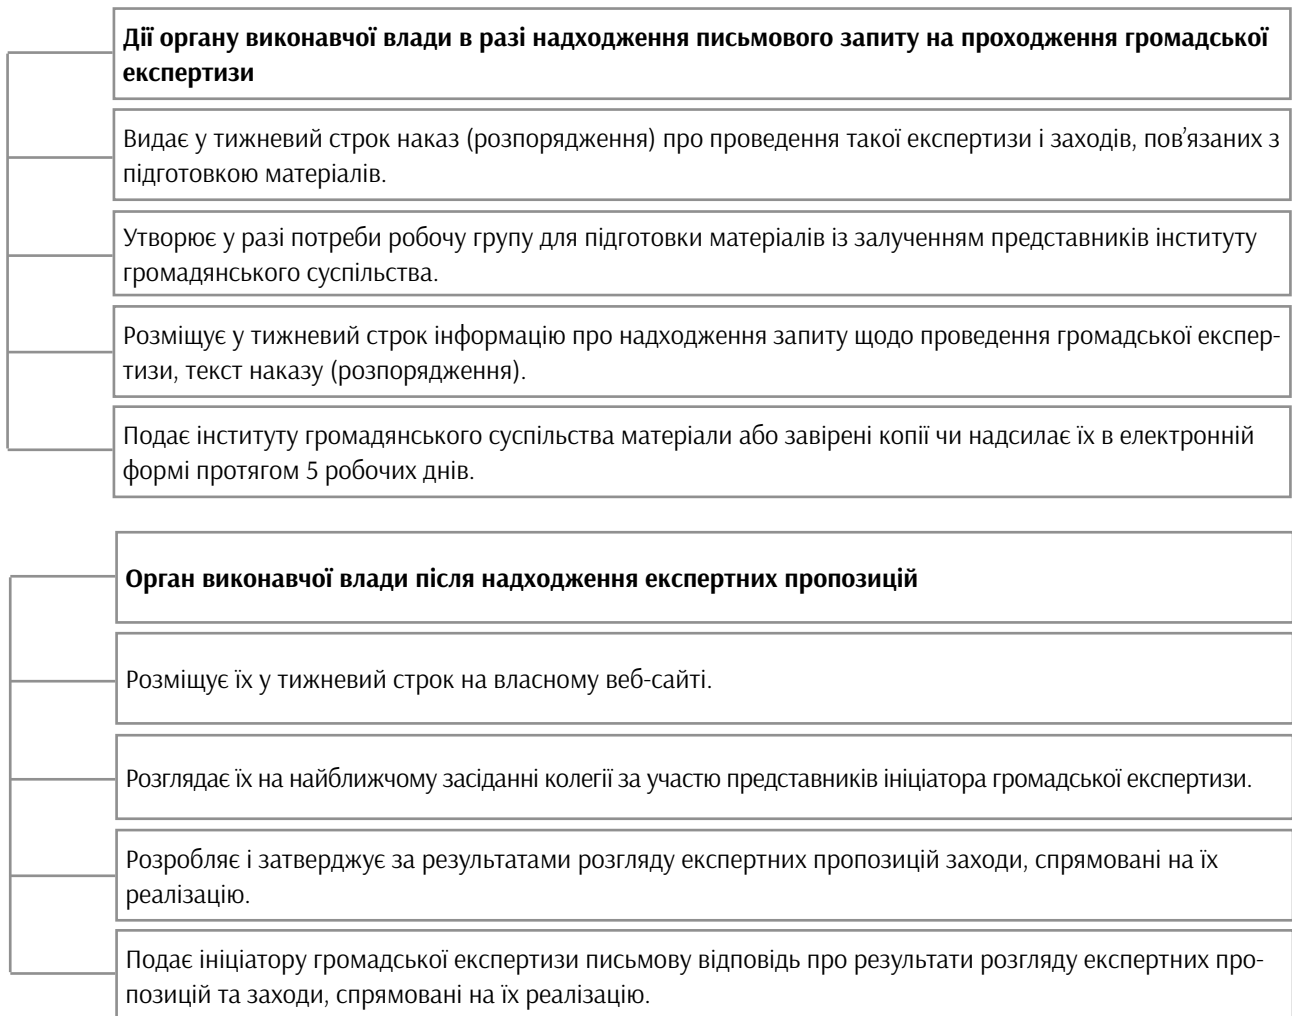 Дії органу виконавчої влади в разі надходження письмового запиту на проходження громадської
експертизи
Видає у тижневий строк наказ (розпорядження) про проведення такої експертизи і заходів, пов’язаних з
підготовкою матеріалів.
Утворює у разі потреби робочу групу для підготовки матеріалів із залученням представників інституту
громадянського суспільства.
Розміщує у тижневий строк інформацію про надходження запиту щодо проведення громадської експер-
тизи, текст наказу (розпорядження).
Подає інституту громадянського суспільства матеріали або завірені копії чи надсилає їх в електронній
формі протягом 5 робочих днів.
Орган виконавчої влади після надходження експертних пропозицій
Розміщує їх у тижневий строк на власному веб-сайті.
Розглядає їх на найближчому засіданні колегії за участю представників ініціатора громадської експертизи.
Розробляє і затверджує за результатами розгляду експертних пропозицій заходи, спрямовані на їх
реалізацію.
Подає ініціатору громадської експертизи письмову відповідь про результати розгляду експертних про-
позицій та заходи, спрямовані на їх реалізацію.